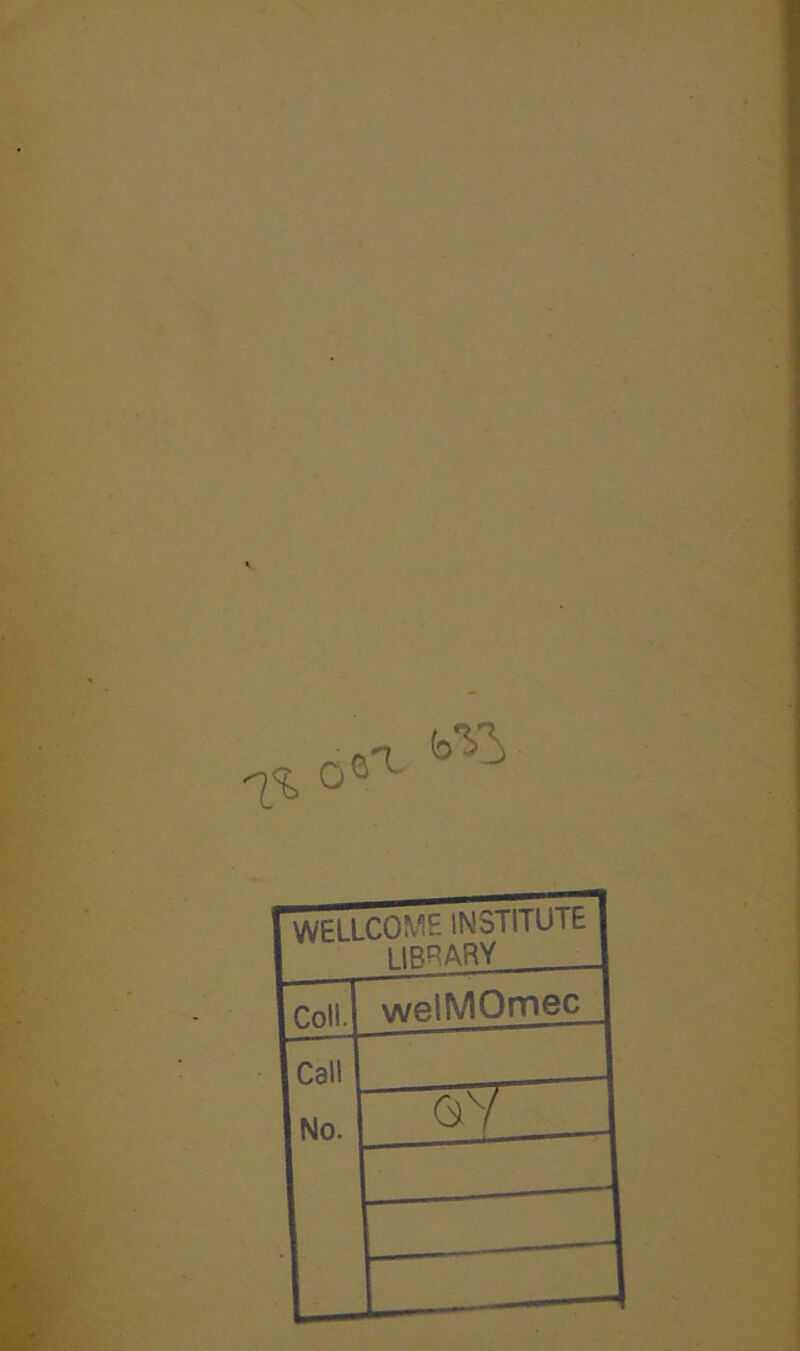 WELLCOME INSTITUTE
LIBRARY
Coll. welMOmec
Call
No. QY